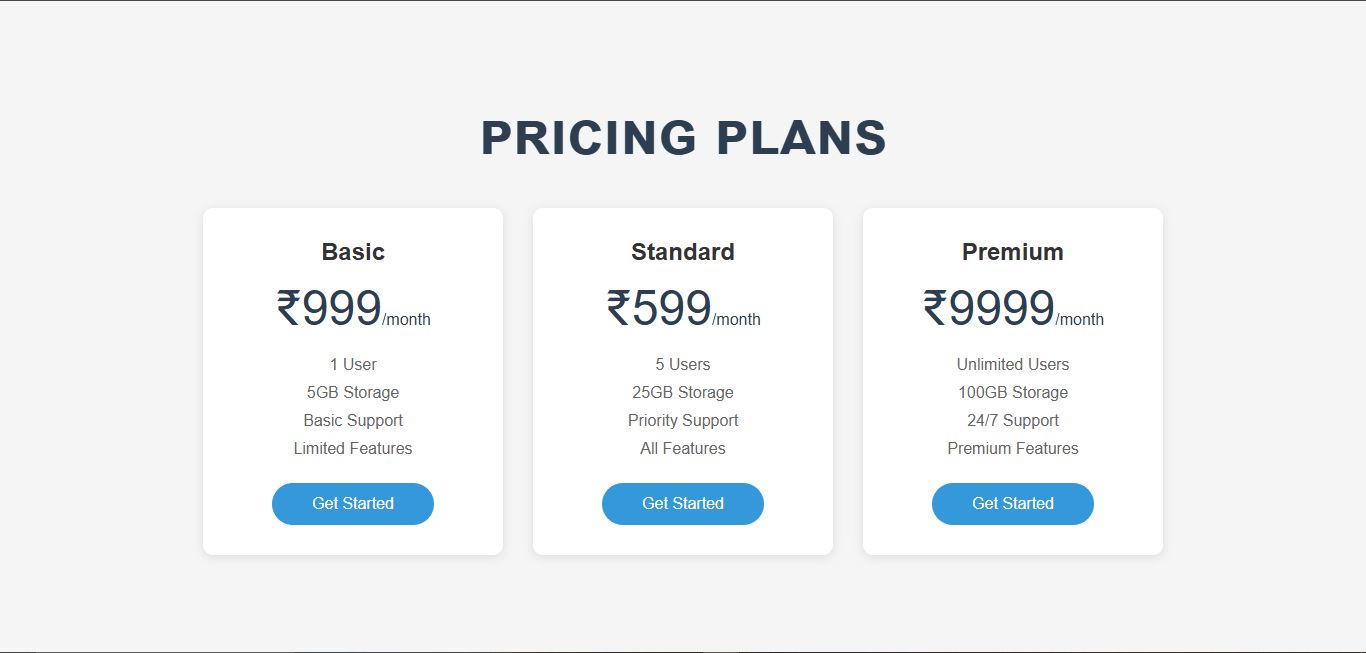 PRICING PLANS
Basic
₹999/month
1 User
5GB Storage
Basic Support
Limited Features
Get Started
Standard
₹599/month
5 Users
25GB Storage
Priority Support
All Features
Get Started
Premium
₹9999/month
Unlimited Users
100GB Storage
24/7 Support
Premium Features
Get Started